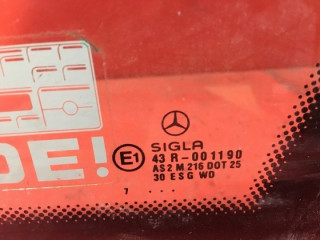 DE!
SIGLA
E1 43 R-001190
AS2 M 216 DOT 25
30 E S G WD
7 ....